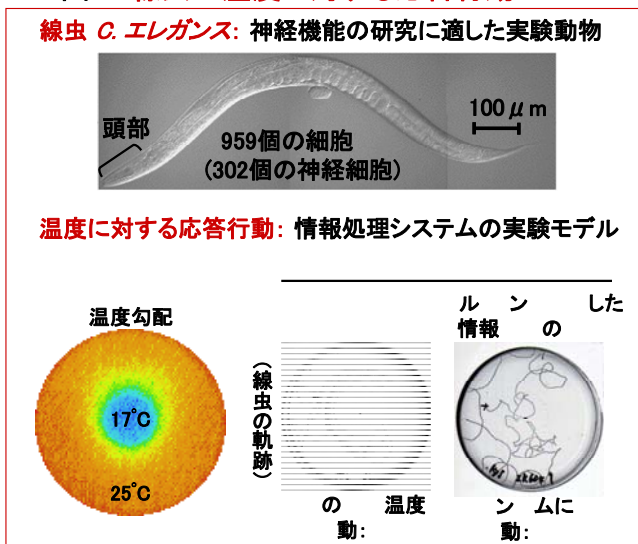 線虫 C. エレガンス: 神経機能の研究に適した実験動物
頭部
959個の細胞
(302個の神経細胞)
100μm
温度に対する応答行動: 情報処理システムの実験モデル
温度勾配
17℃
25℃
(線虫の軌跡)
の 温度
動:
ル ン した
情報 の
ン ムに
動: